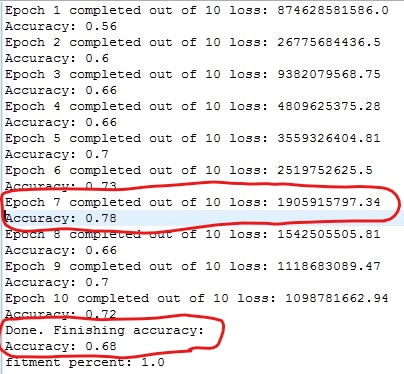 Epoch 1 completed out of 10 loss: 874628581586.0
Accuracy: 0.56
Epoch 2 completed out of 10 loss: 26775684436.5
Accuracy: 0.6
Epoch 3 completed out of 10 loss: 9382079568.75
Accuracy: 0.66
Epoch 4 completed out of 10 loss: 4809625375.28
Accuracy: 0.66
Epoch 5 completed out of 10 loss: 3559326404.81
Accuracy: 0.7
Epoch 6 completed out of 10 loss: 2519752625.5
Accuracy: 0.73
Epoch 7 completed out of 10 loss: 1905915797.34
Accuracy: 0.78
Epoch 8 completed out of 10 loss: 1542505505.81
Accuracy: 0.66
Epoch 9 completed out of 10 loss: 1118683089.47
Accuracy: 0.7
Epoch 10 completed out of 10 loss: 1098781662.94
Accuracy: 0.72
Done. Finishing accuracy:
Accuracy: 0.68
fitment percent: 1.0